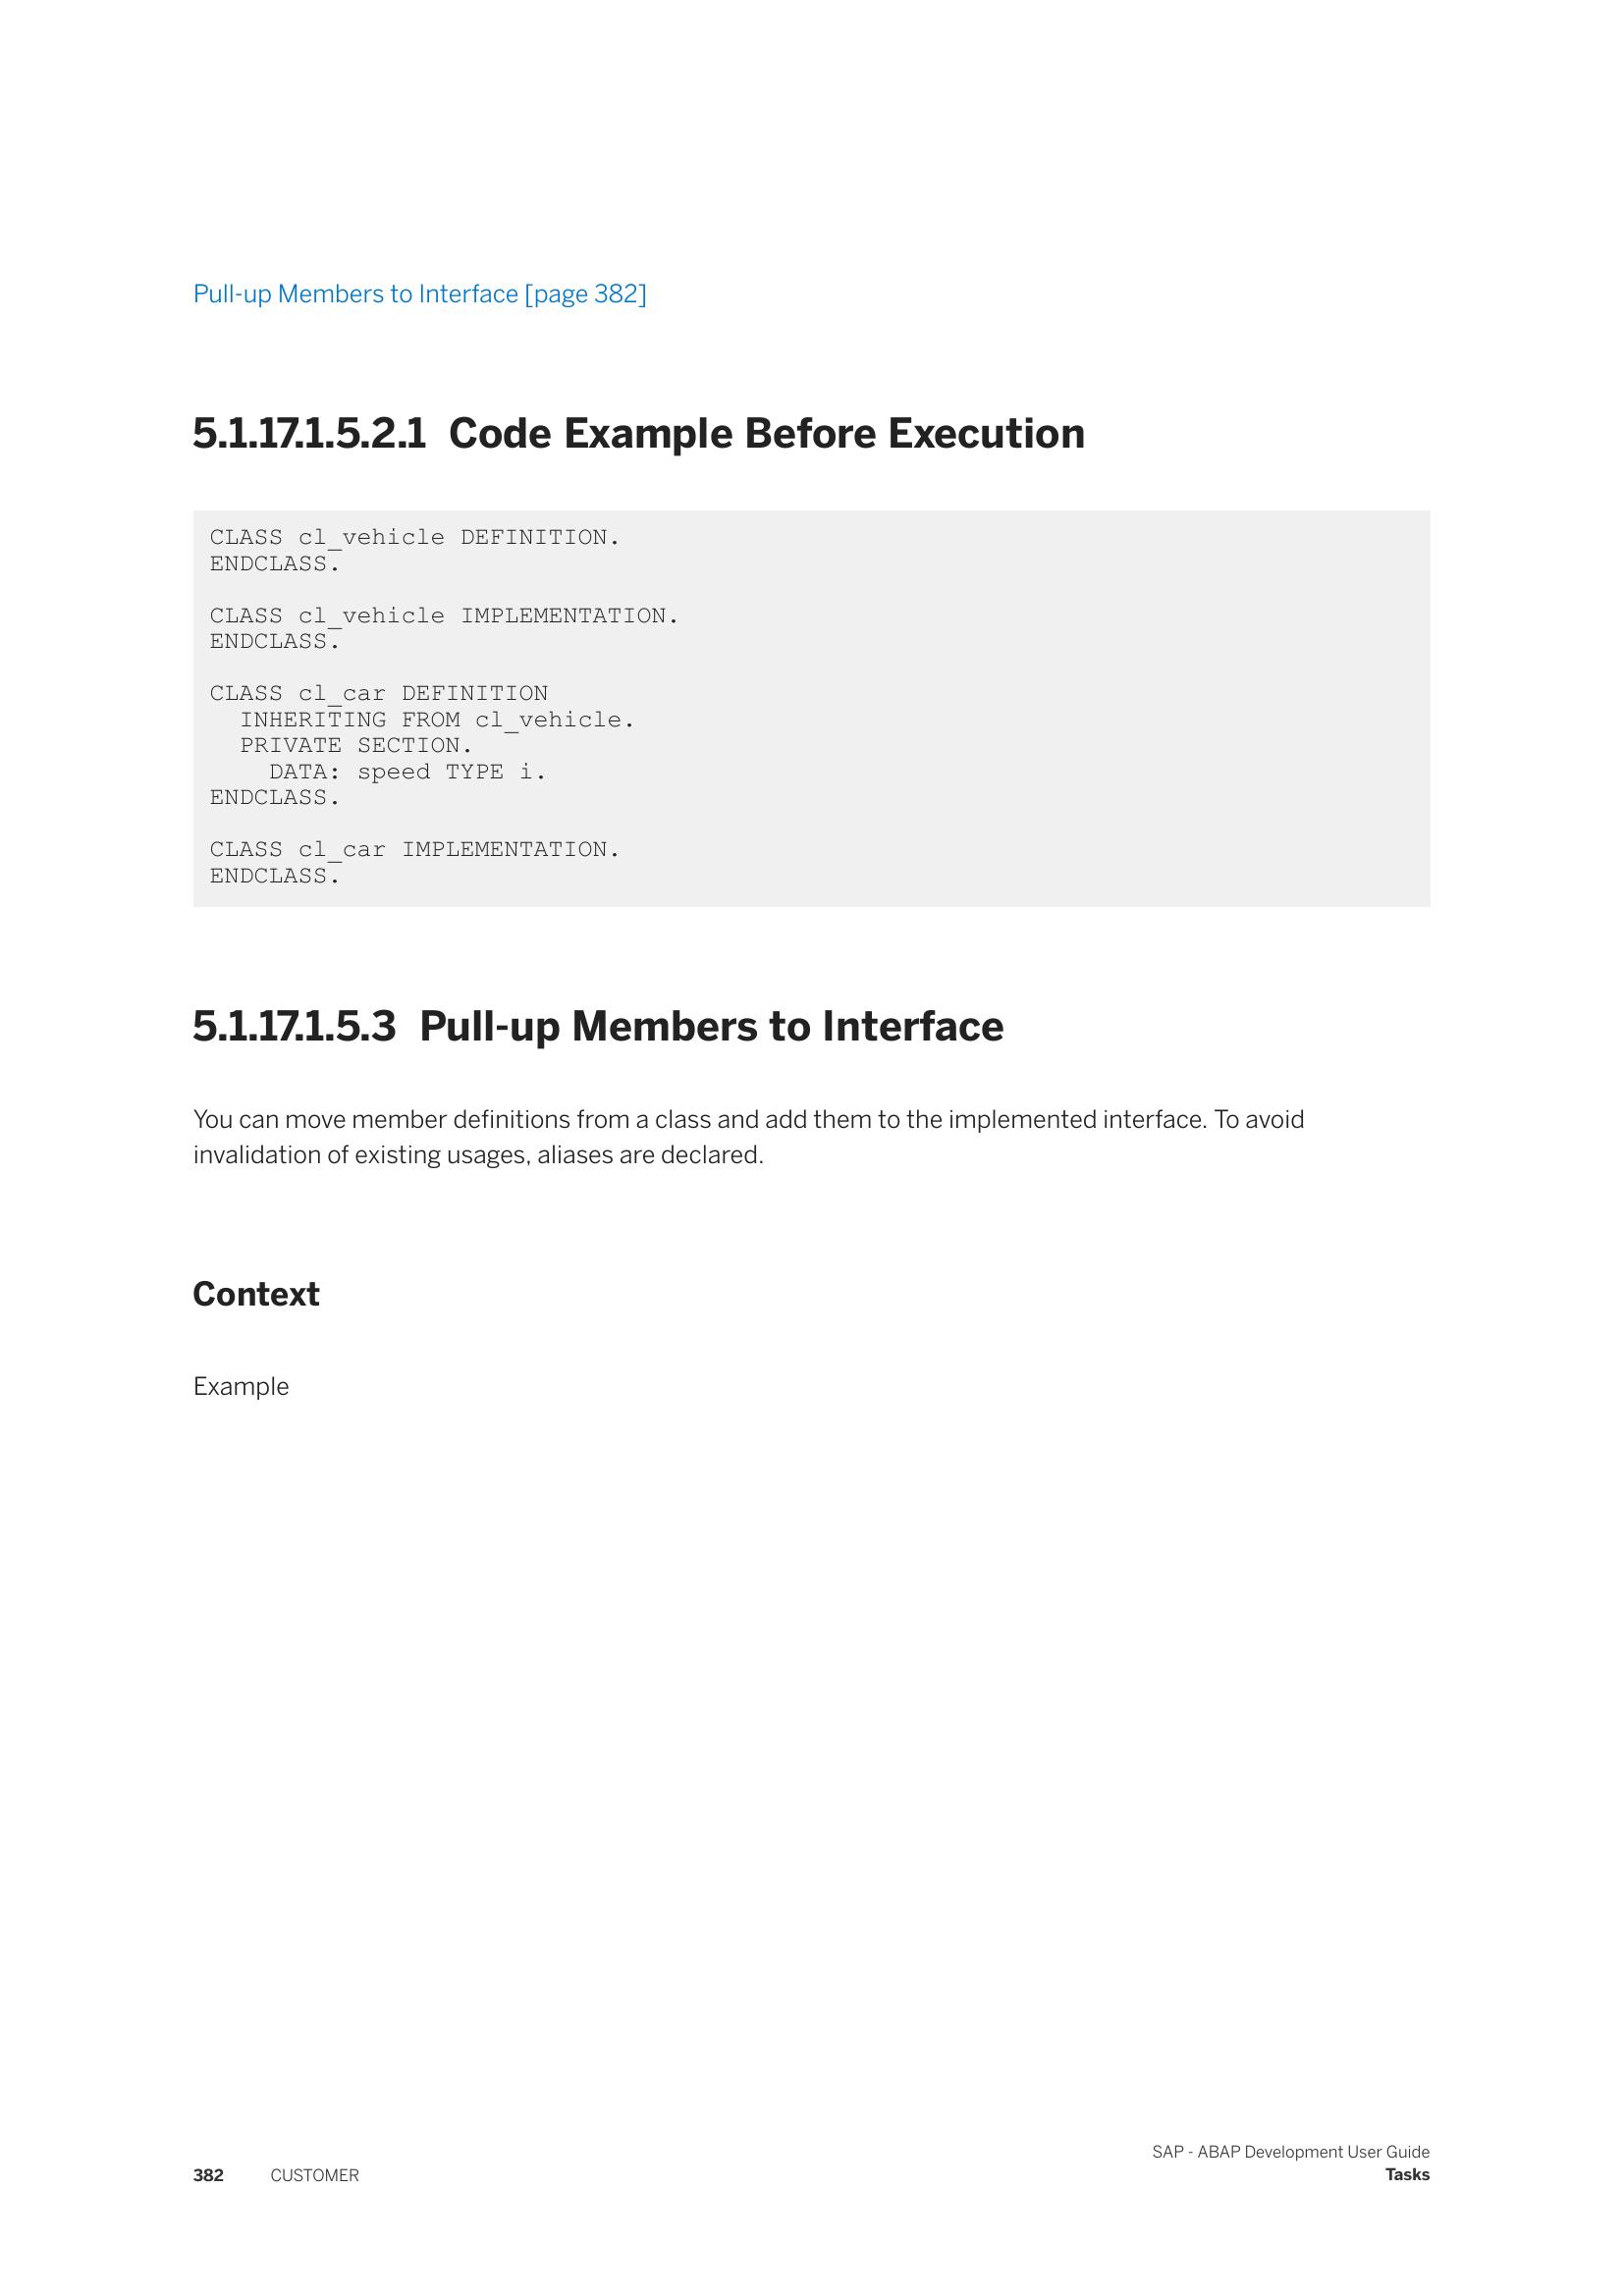 Pull-up Members to Interface [page 382]
5.1.17.1.5.2.1 Code Example Before Execution
CLASS cl_vehicle DEFINITION.
ENDCLASS.
CLASS cl_vehicle IMPLEMENTATION.
ENDCLASS.
CLASS cl_car DEFINITION
  INHERITING FROM cl_vehicle.
  PRIVATE SECTION.
    DATA: speed TYPE i.
ENDCLASS.
CLASS cl_car IMPLEMENTATION.
ENDCLASS.
5.1.17.1.5.3 Pull-up Members to Interface
You can move member definitions from a class and add them to the implemented interface. To avoid
invalidation of existing usages, aliases are declared.
Context
Example
SAP - ABAP Development User Guide
382 CUSTOMER Tasks